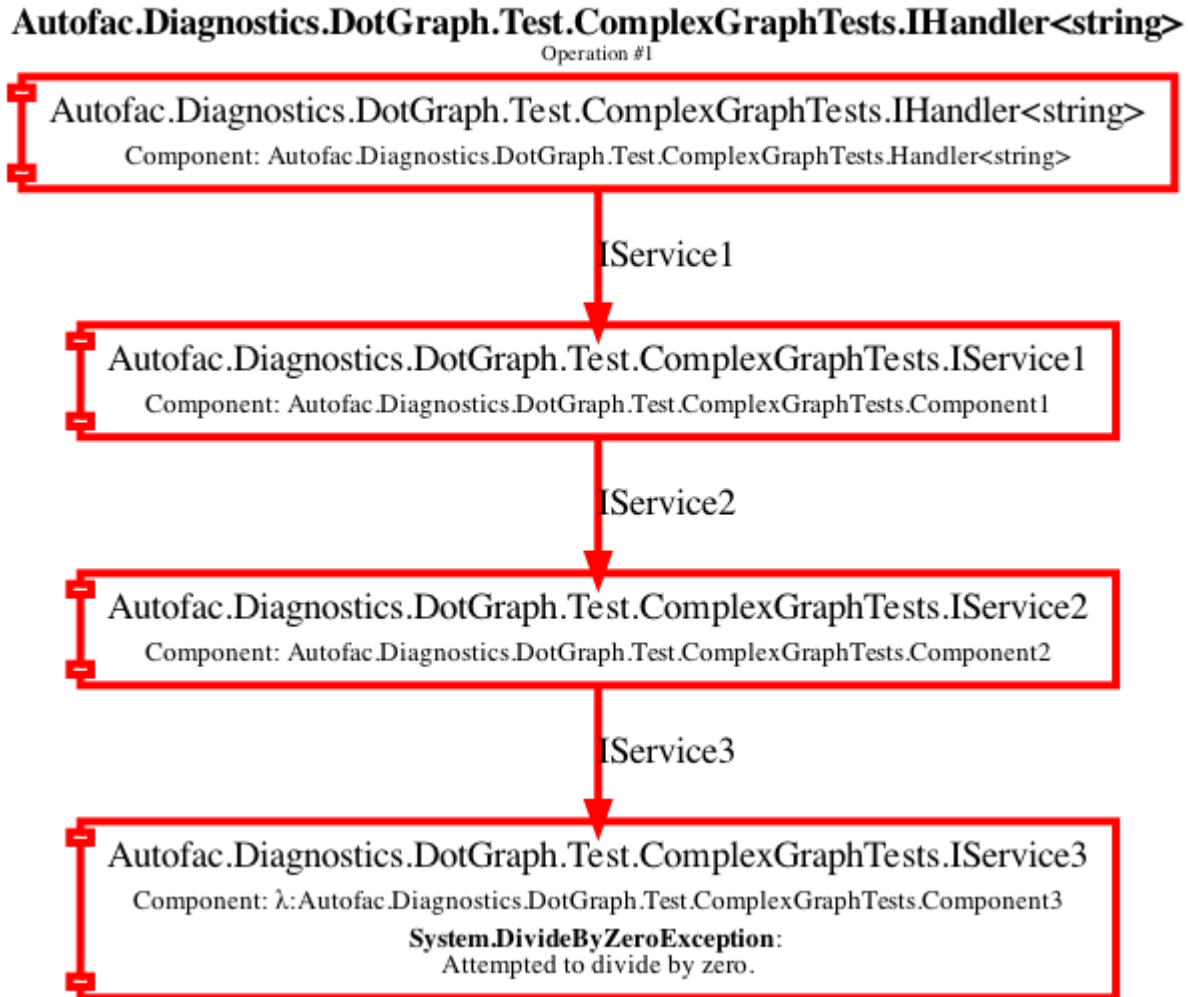 Autofac.Diagnostics.DotGraph.Test.ComplexGraphTests.IHandler<string>
Operation #1
Autofac.Diagnostics.DotGraph.Test.ComplexGraphTests.IHandler<string>
Component: Autofac.Diagnostics.DotGraph.Test.ComplexGraphTests.Handler<string>
IService1
Autofac.Diagnostics.DotGraph.Test.ComplexGraphTests.IService1
Component: Autofac.Diagnostics.DotGraph.Test.ComplexGraphTests.Component1
IService2
Autofac.Diagnostics.DotGraph.Test.ComplexGraphTests.IService2
Component: Autofac.Diagnostics.DotGraph.Test.ComplexGraphTests.Component2
IService3
Autofac.Diagnostics.DotGraph.Test.ComplexGraphTests.IService3
Component: λ:Autofac.Diagnostics.DotGraph.Test.ComplexGraphTests.Component3
System.DivideByZeroException:
Attempted to divide by zero.